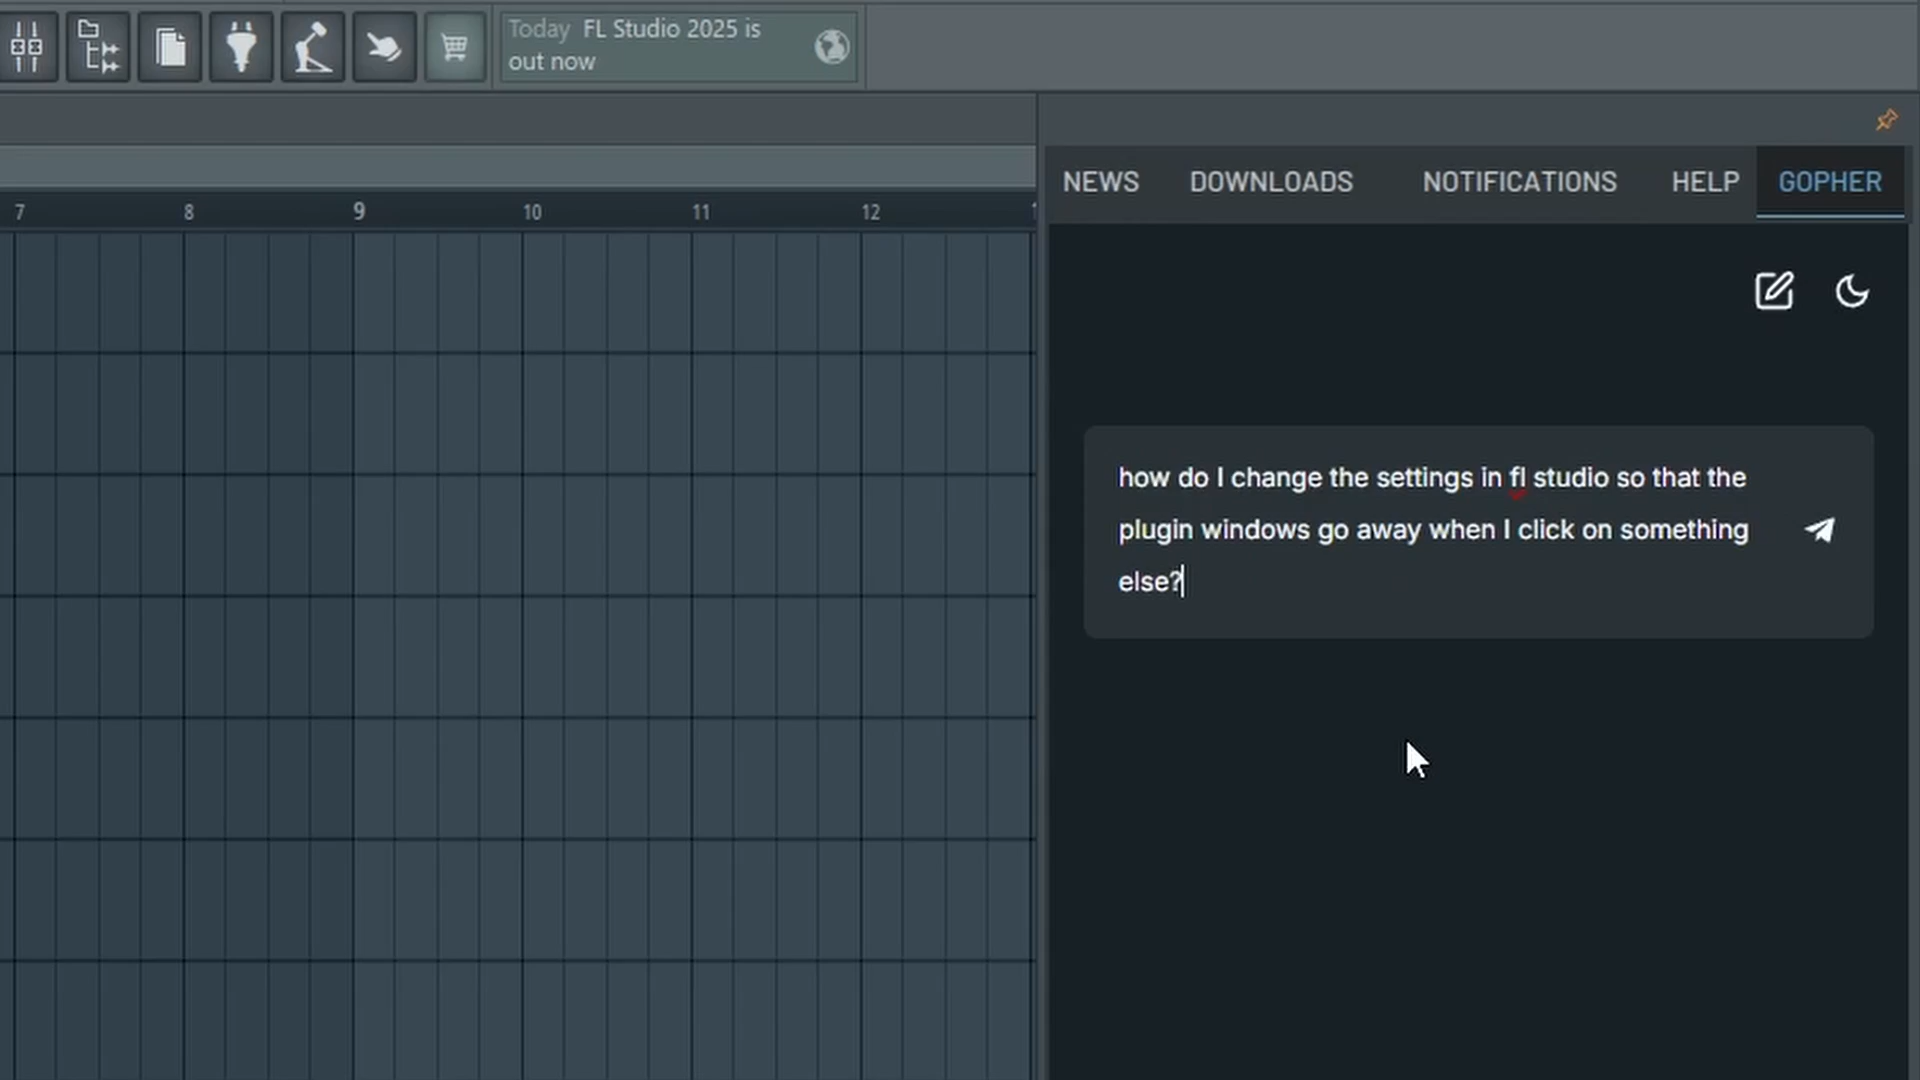 Today FL Studio 2025 is
out now
NEWS DOWNLOADS NOTIFICATIONS HELP GOPHER
7 8 9 10 11 12
how do I change the settings in fl studio so that the
plugin windows go away when I click on something
else?